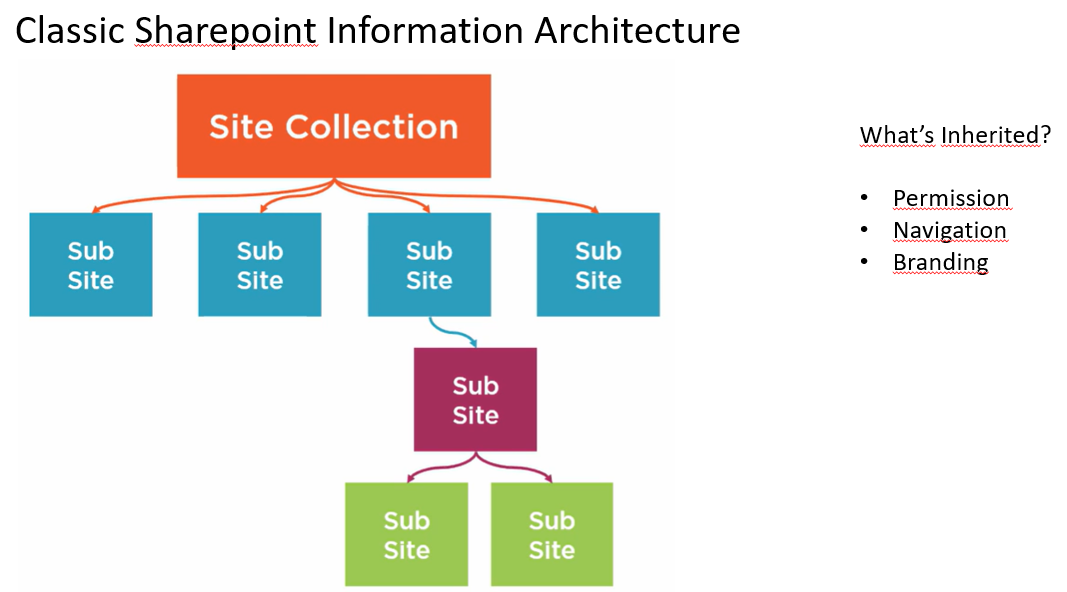 Classic Sharepoint Information Architecture
Site Collection
What's Inherited?
• Permission
• Navigation
• Branding
Sub
Site
Sub
Site
Sub
Site
Sub
Site
Sub
Site
Sub
Site
Sub
Site